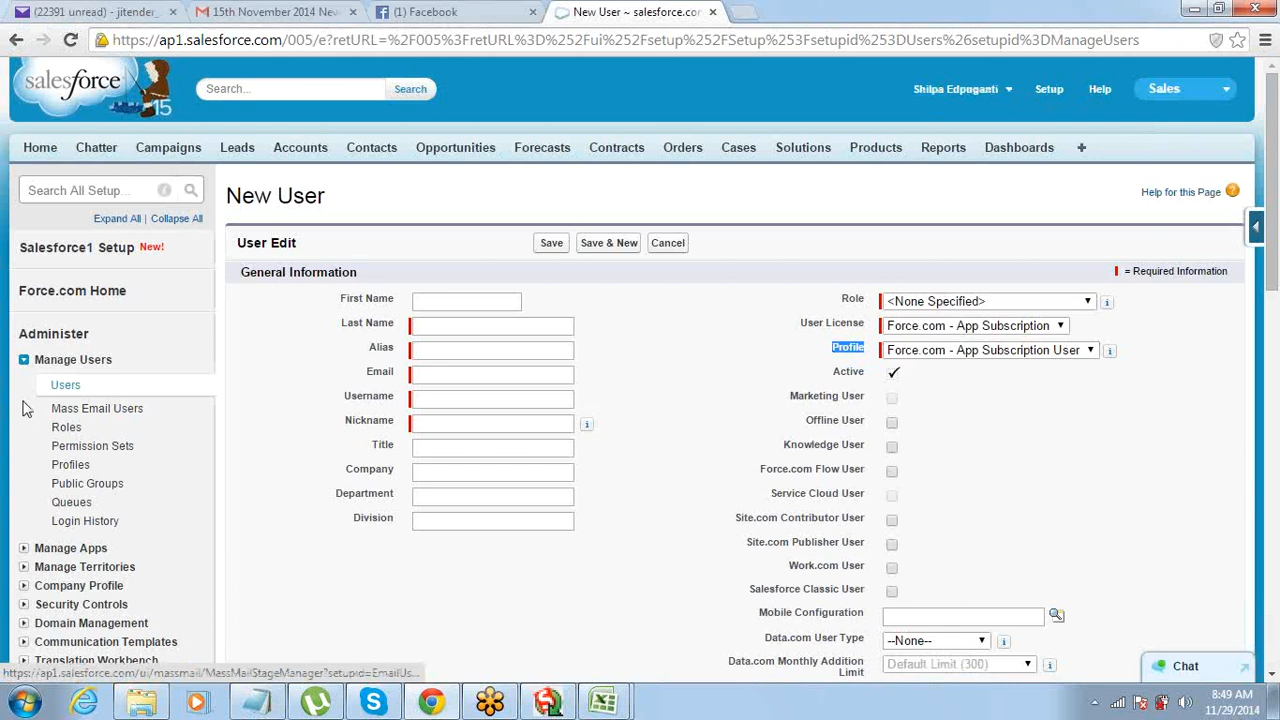 (22391 unread) - jitender_
15th November 2014 Nev
(1) Facebook
New User ~ salesforce.co
https://ap1.salesforce.com/005/e?retURL=%2F005%3FretURL%3D%252Fui%252Fsetup%252FSetup%253Fsetupid%253DUsers%26setupid%3DManageUsers
salesforce
15
Search...
Search
Shilpa Edpuganti
Setup
Help
Sales
Home
Chatter
Campaigns
Leads
Accounts
Contacts
Opportunities
Forecasts
Contracts
Orders
Cases
Solutions
Products
Reports
Dashboards
+
Search All Setup...
i
Expand All | Collapse All
Salesforce1 Setup New!
Force.com Home
Administer
Manage Users
Users
Mass Email Users
Roles
Permission Sets
Profiles
Public Groups
Queues
Login History
Manage Apps
Manage Territories
Company Profile
Security Controls
Domain Management
Communication Templates
Translation Workbench
New User
Help for this Page ?
User Edit
Save
Save & New
Cancel
General Information
= Required Information
First Name
Last Name
Alias
Email
Username
Nickname
i
Title
Company
Department
Division
Role
<None Specified>
i
User License
Force.com - App Subscription
Profile
Force.com - App Subscription User
i
Active
Marketing User
Offline User
Knowledge User
Force.com Flow User
Service Cloud User
Site.com Contributor User
Site.com Publisher User
Work.com User
Salesforce Classic User
Mobile Configuration
Data.com User Type
--None--
i
Data.com Monthly Addition
Limit
Default Limit (300)
i
https://ap1.salesforce.com/ui/massmail/MassMailStageManager?setupid=EmailUs...
Chat
8:49 AM
11/29/2014